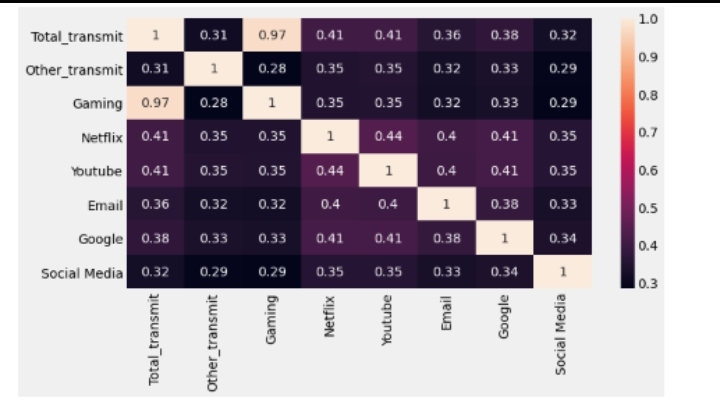 Total_transmit 1 0.31 0.97 0.41 0.41 0.36 0.38 0.32
Other_transmit 0.31 1 0.28 0.35 0.35 0.32 0.33 0.29
Gaming 0.97 0.28 1 0.35 0.35 0.32 0.33 0.29
Netflix 0.41 0.35 0.35 1 0.44 0.4 0.41 0.35
Youtube 0.41 0.35 0.35 0.44 1 0.4 0.41 0.35
Email 0.36 0.32 0.32 0.4 0.4 1 0.38 0.33
Google 0.38 0.33 0.33 0.41 0.41 0.38 1 0.34
Social Media 0.32 0.29 0.29 0.35 0.35 0.33 0.34 1
Total_transmit
Other_transmit
Gaming
Netflix
Youtube
Email
Google
Social Media
1.0
0.9
0.8
0.7
0.6
0.5
0.4
0.3